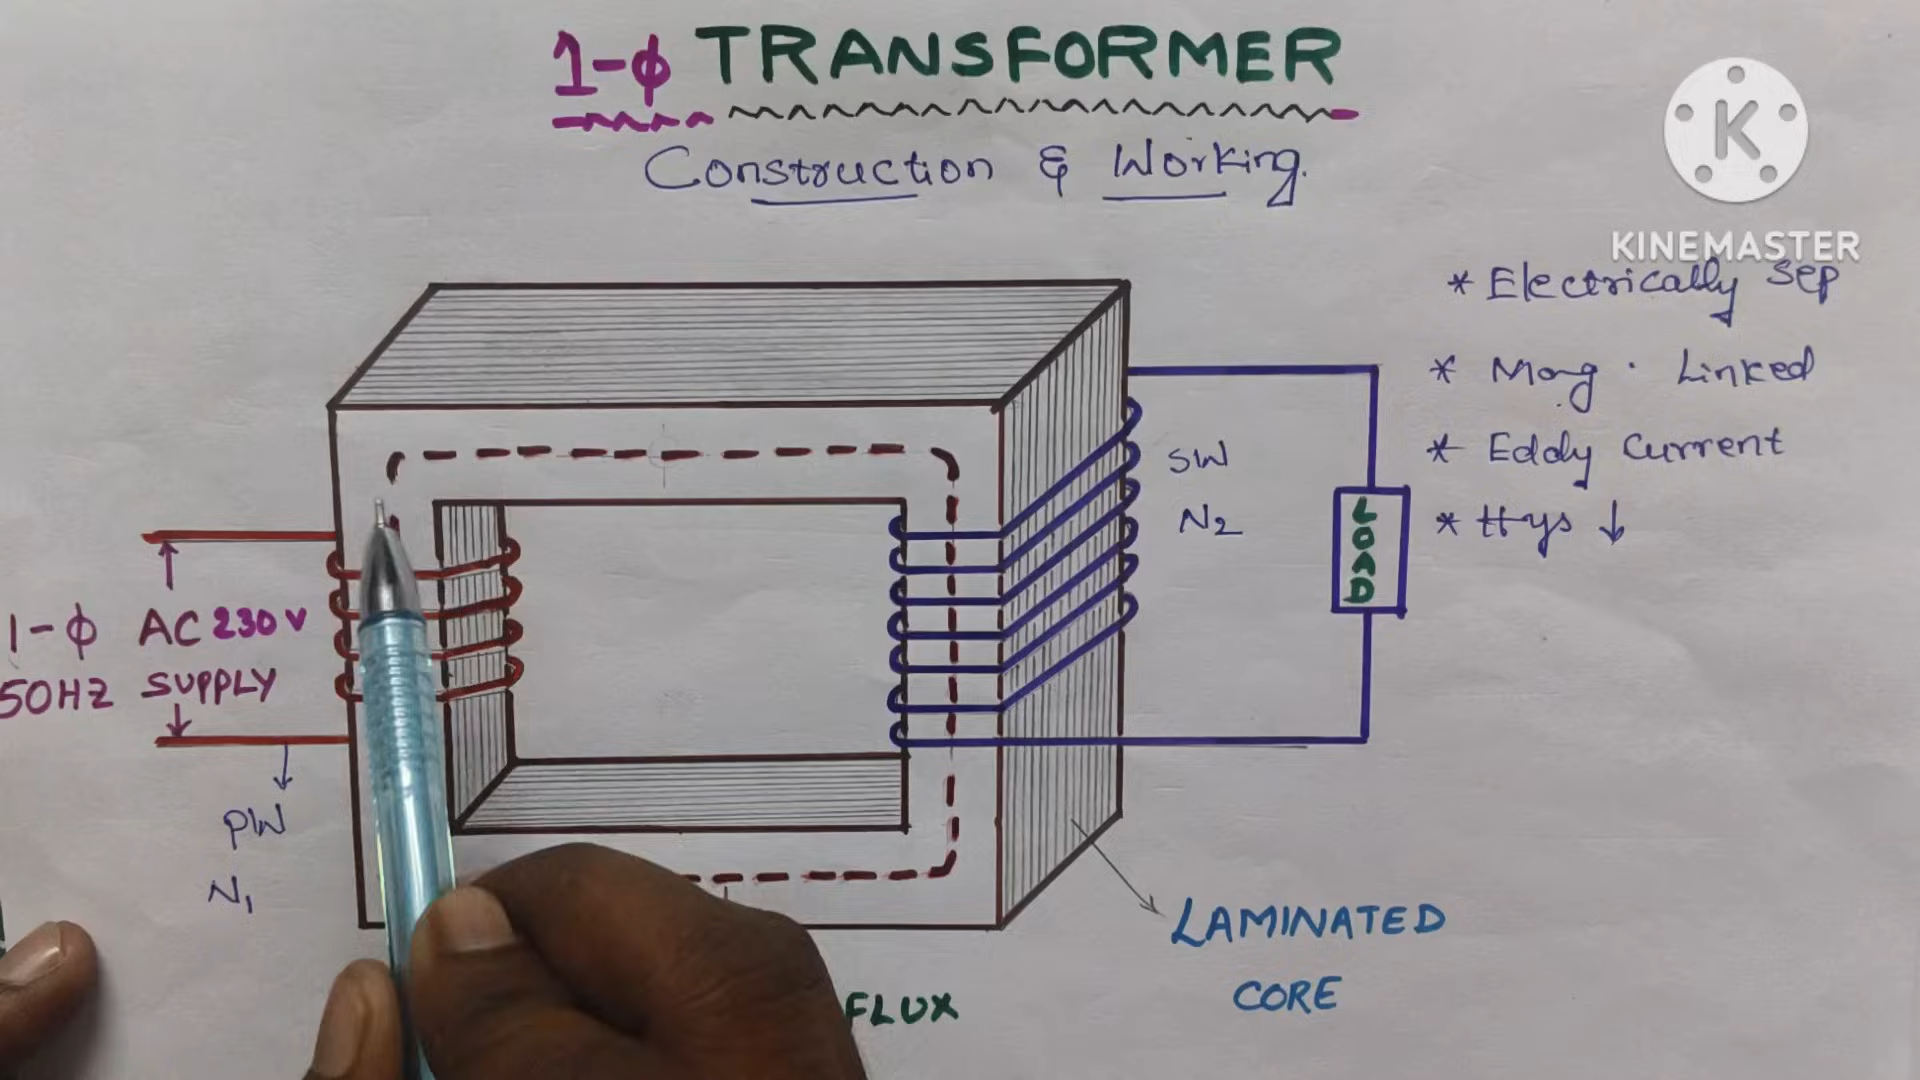 1-ϕ TRANSFORMER
Construction & Working.
K
KINEMASTER
* Electrically Sep
* Mag. Linked
* Eddy Current
* Hys ↓
SW
N2
LOAD
1-ϕ AC 230V
50HZ SUPPLY
PW
N1
LAMINATED
CORE
FLUX